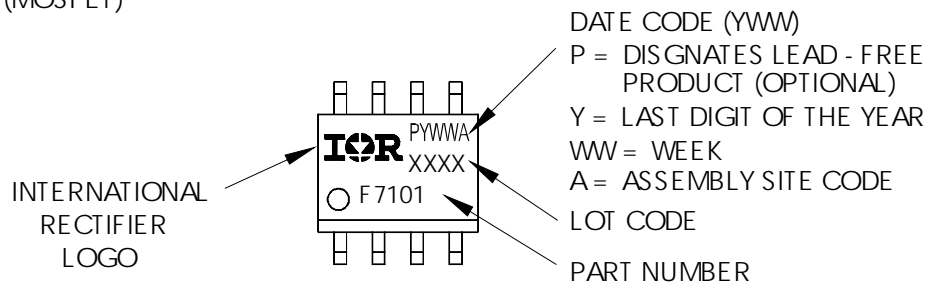 DATE CODE (YWW)
P = DISGNATES LEAD - FREE
PRODUCT (OPTIONAL)
Y = LAST DIGIT OF THE YEAR
WW = WEEK
A = ASSEMBLY SITE CODE
LOT CODE
PART NUMBER
INTERNATIONAL
RECTIFIER
LOGO
IOR
PYWWA
XXXX
F7101